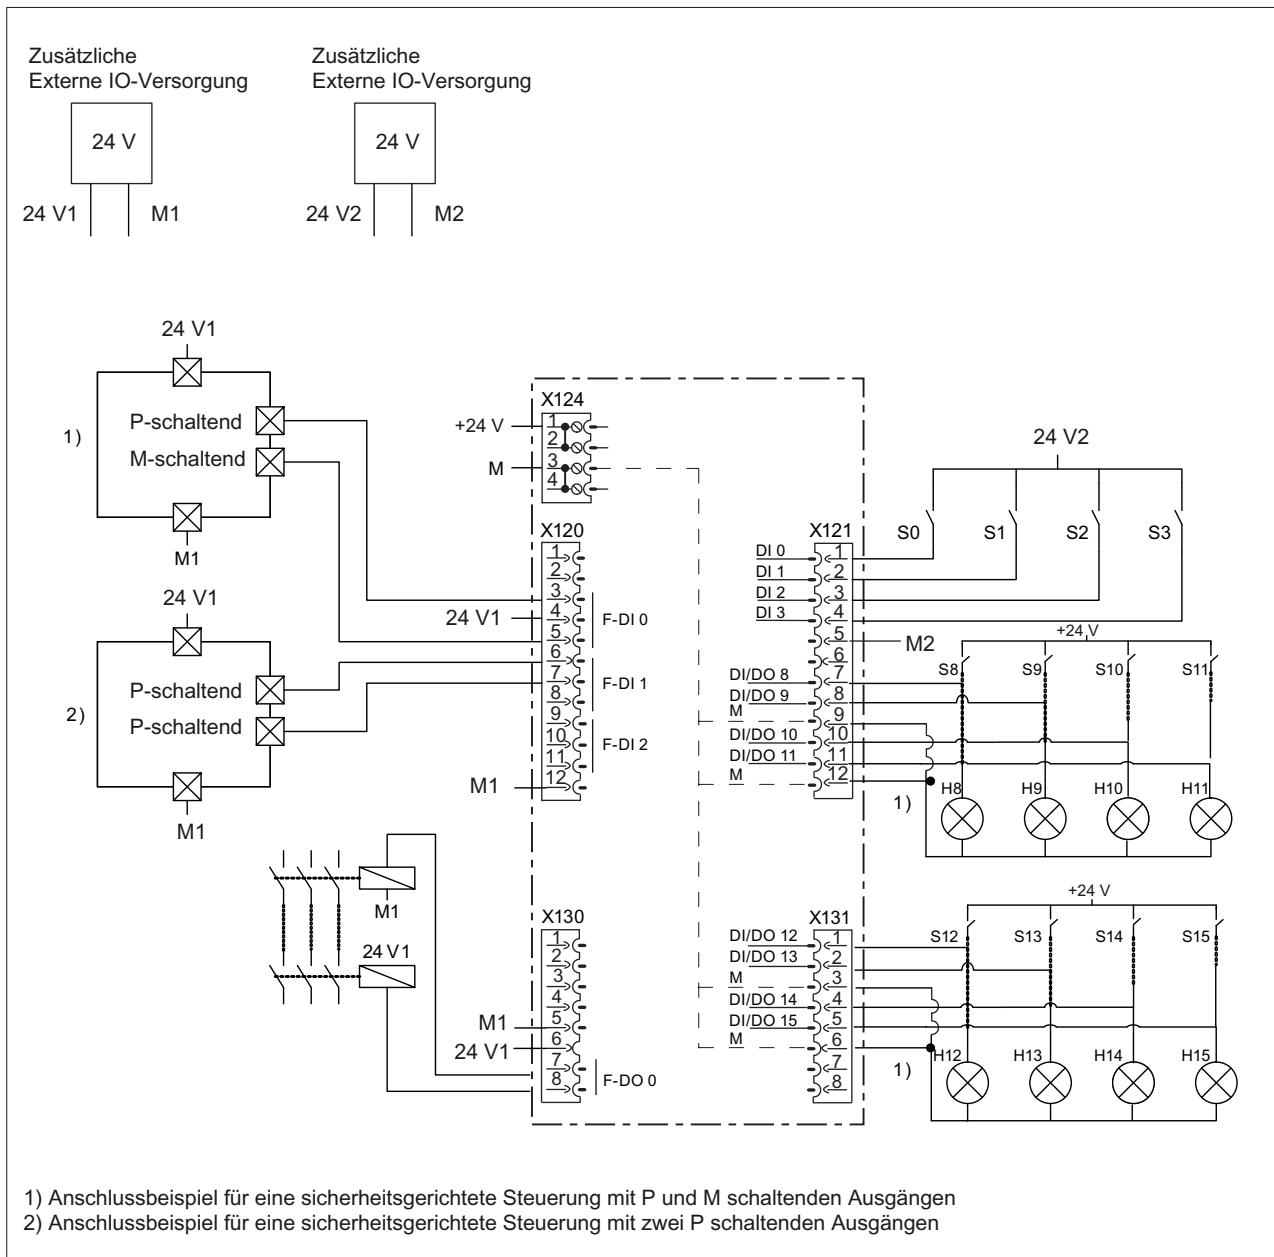 Zusätzliche
Externe IO-Versorgung
24 V
24 V1
M1
Zusätzliche
Externe IO-Versorgung
24 V
24 V2
M2
24 V1
1)
P-schaltend
M-schaltend
M1
24 V1
2)
P-schaltend
P-schaltend
M1
M1
24 V1
X124
+24 V
M
1
2
3
4
X120
1
2
3
4
5
6
7
8
9
10
11
12
24 V1
M1
F-DI 0
F-DI 1
F-DI 2
X130
1
2
3
4
5
6
7
8
M1
24 V1
F-DO 0
X121
DI 0
DI 1
DI 2
DI 3
DI/DO 8
DI/DO 9
M
DI/DO 10
DI/DO 11
M
1
2
3
4
5
6
7
8
9
10
11
12
24 V2
S0
S1
S2
S3
M2
+24 V
S8
S9
S10
S11
1)
H8
H9
H10
H11
X131
DI/DO 12
DI/DO 13
M
DI/DO 14
DI/DO 15
M
1
2
3
4
5
6
7
8
+24 V
S12
S13
S14
S15
1)
H12
H13
H14
H15
1) Anschlussbeispiel für eine sicherheitsgerichtete Steuerung mit P und M schaltenden Ausgängen
2) Anschlussbeispiel für eine sicherheitsgerichtete Steuerung mit zwei P schaltenden Ausgängen